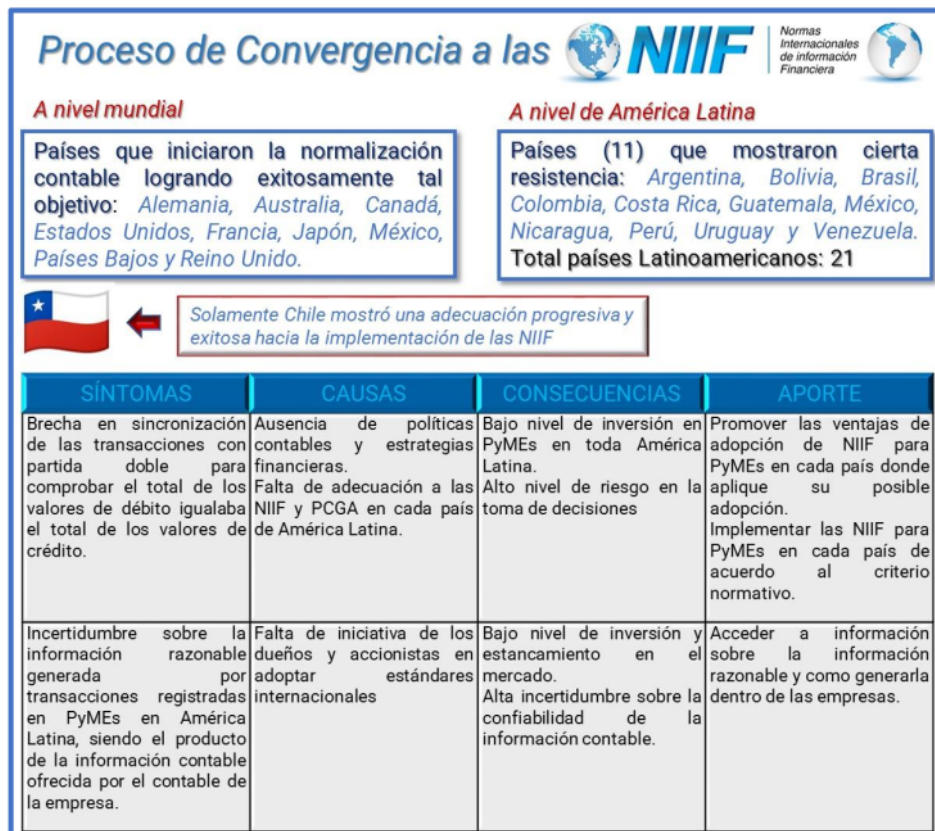 Proceso de Convergencia a las NIIF
Normas
Internacionales
de información
Financiera
A nivel mundial
Países que iniciaron la normalización
contable logrando exitosamente tal
objetivo: Alemania, Australia, Canadá,
Estados Unidos, Francia, Japón, México,
Países Bajos y Reino Unido.
A nivel de América Latina
Países (11) que mostraron cierta
resistencia: Argentina, Bolivia, Brasil,
Colombia, Costa Rica, Guatemala, México,
Nicaragua, Perú, Uruguay y Venezuela.
Total países Latinoamericanos: 21
Solamente Chile mostró una adecuación progresiva y
exitosa hacia la implementación de las NIIF
SÍNTOMAS
CAUSAS
CONSECUENCIAS
APORTE
Brecha en sincronización
de las transacciones con
partida doble para
comprobar el total de los
valores de débito igualaba
el total de los valores de
crédito.
Ausencia de políticas
contables y estrategias
financieras.
Falta de adecuación a las
NIIF y PCGA en cada país
de América Latina.
Bajo nivel de inversión en
PyMEs en toda América
Latina.
Alto nivel de riesgo en la
toma de decisiones
Promover las ventajas de
adopción de NIIF para
PyMEs en cada país donde
aplique su posible
adopción.
Implementar las NIIF para
PyMEs en cada país de
acuerdo al criterio
normativo.
Incertidumbre sobre la
información razonable
generada por
transacciones registradas
en PyMEs en América
Latina, siendo el producto
de la información contable
ofrecida por el contable de
la empresa.
Falta de iniciativa de los
dueños y accionistas en
adoptar estándares
internacionales
Bajo nivel de inversión y
estancamiento en el
mercado.
Alta incertidumbre sobre la
confiabilidad de la
información contable.
Acceder a información
sobre la información
razonable y como generarla
dentro de las empresas.